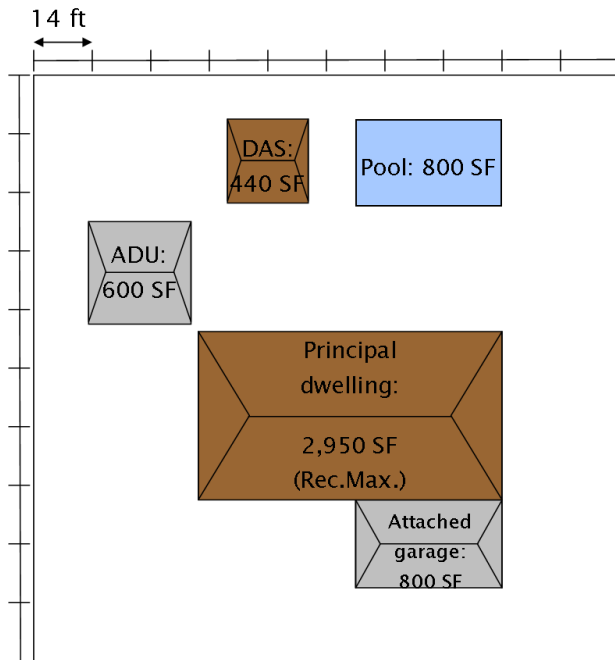 14 ft
DAS:
440 SF
Pool: 800 SF
ADU:
600 SF
Principal
dwelling:
2,950 SF
(Rec.Max.)
Attached
garage:
800 SF